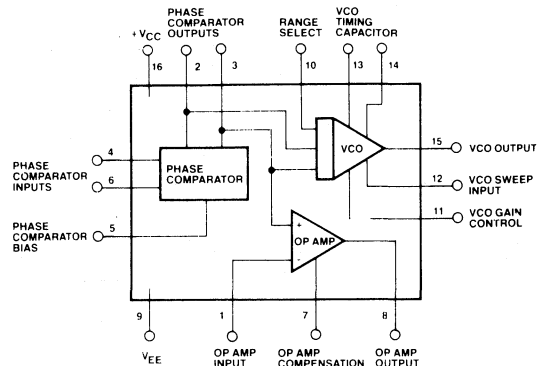 PHASE
COMPARATOR
OUTPUTS
+ VCC
RANGE
SELECT
VCO
TIMING
CAPACITOR
16
2
3
10
13
14
4
PHASE
COMPARATOR
INPUTS
6
PHASE
COMPARATOR
VCO
15
VCO OUTPUT
12
VCO SWEEP
INPUT
11
VCO GAIN
CONTROL
PHASE
COMPARATOR
BIAS
5
+
OP AMP
-
9
1
7
8
VEE
OP AMP
INPUT
OP AMP
COMPENSATION
OP AMP
OUTPUT